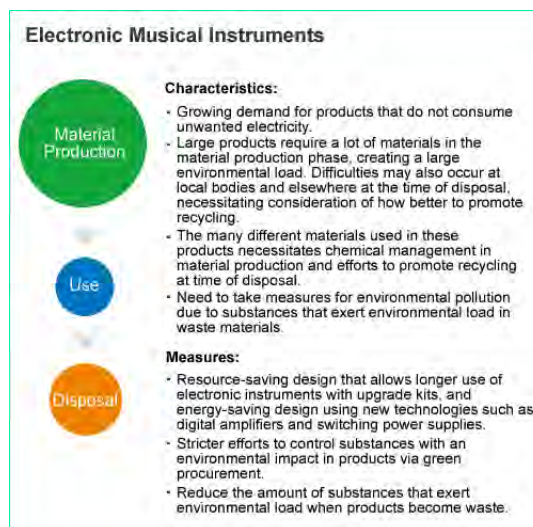 Electronic Musical Instruments
Material
Production
Use
Disposal
Characteristics:
· Growing demand for products that do not consume
unwanted electricity.
· Large products require a lot of materials in the
material production phase, creating a large
environmental load. Difficulties may also occur at
local bodies and elsewhere at the time of disposal,
necessitating consideration of how better to promote
recycling.
· The many different materials used in these
products necessitates chemical management in
material production and efforts to promote recycling
at time of disposal.
· Need to take measures for environmental pollution
due to substances that exert environmental load in
waste materials.
Measures:
· Resource-saving design that allows longer use of
electronic instruments with upgrade kits, and
energy-saving design using new technologies such as
digital amplifiers and switching power supplies.
· Stricter efforts to control substances with an
environmental impact in products via green
procurement.
· Reduce the amount of substances that exert
environmental load when products become waste.